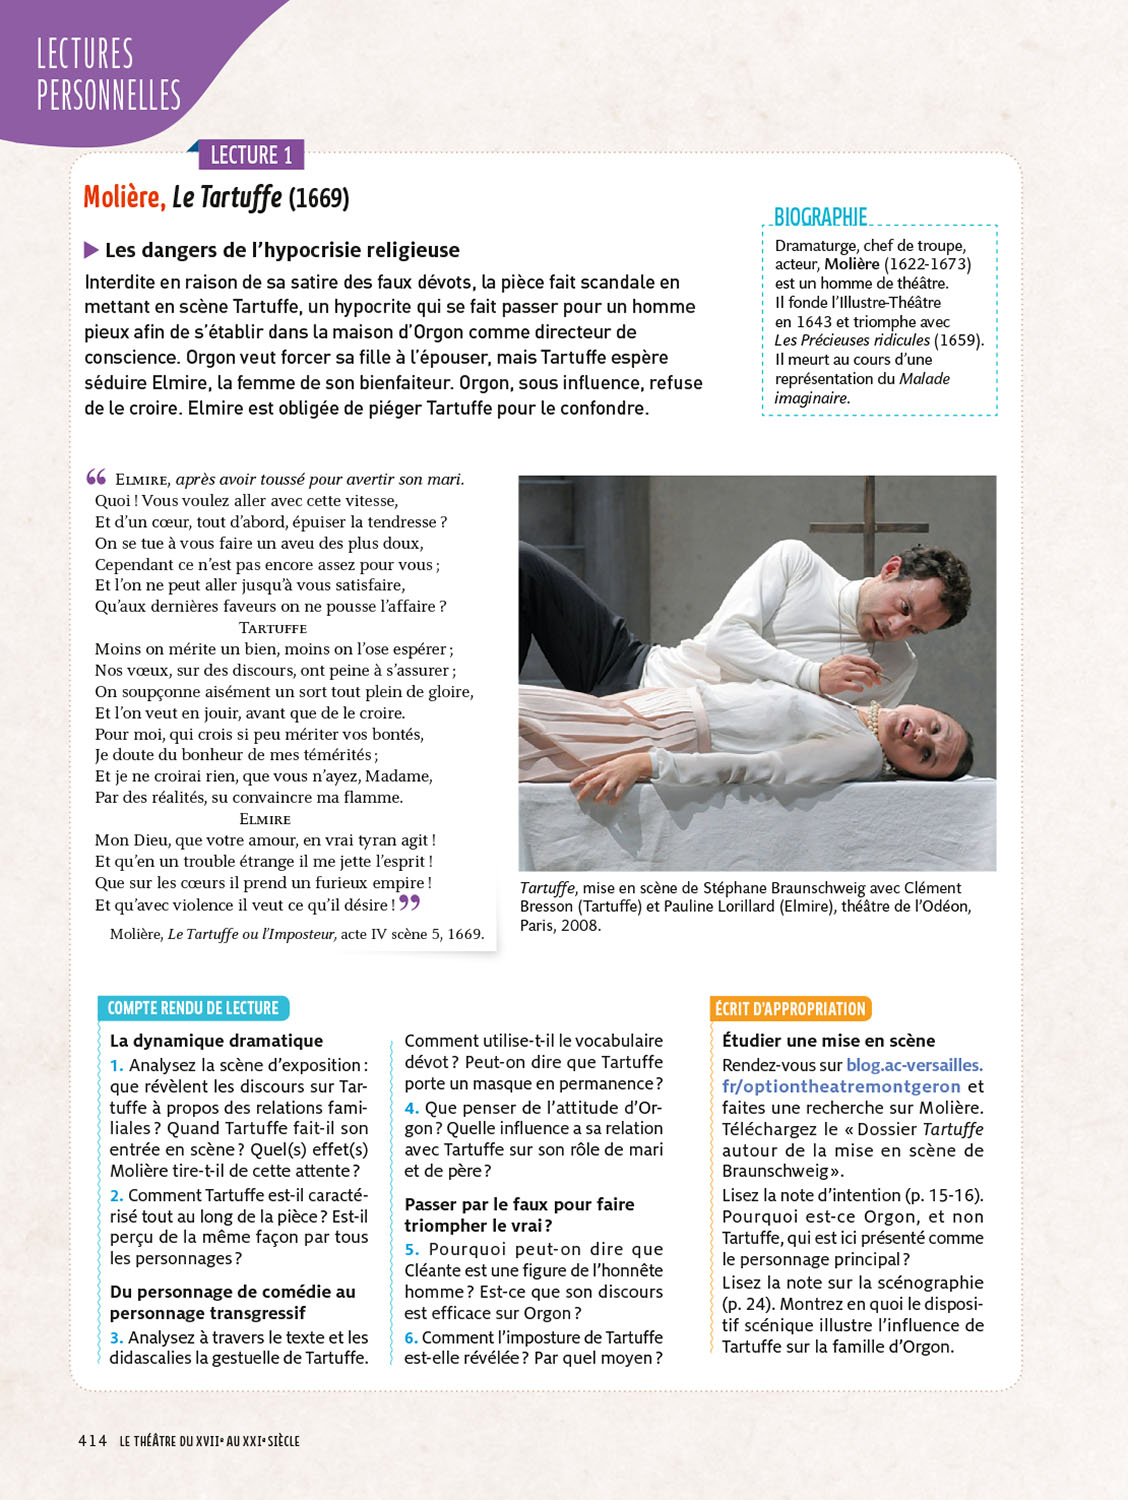 LECTURES
PERSONNELLES
LECTURE 1
Molière, Le Tartuffe (1669)
▶ Les dangers de l’hypocrisie religieuse
Interdite en raison de sa satire des faux dévots, la pièce fait scandale en
mettant en scène Tartuffe, un hypocrite qui se fait passer pour un homme
pieux afin de s’établir dans la maison d’Orgon comme directeur de
conscience. Orgon veut forcer sa fille à l’épouser, mais Tartuffe espère
séduire Elmire, la femme de son bienfaiteur. Orgon, sous influence, refuse
de le croire. Elmire est obligée de piéger Tartuffe pour le confondre.
BIOGRAPHIE
Dramaturge, chef de troupe,
acteur, Molière (1622-1673)
est un homme de théâtre.
Il fonde l’Illustre-Théâtre
en 1643 et triomphe avec
Les Précieuses ridicules (1659).
Il meurt au cours d’une
représentation du Malade
imaginaire.
“ ELMIRE, après avoir toussé pour avertir son mari.
Quoi ! Vous voulez aller avec cette vitesse,
Et d’un cœur, tout d’abord, épuiser la tendresse ?
On se tue à vous faire un aveu des plus doux,
Cependant ce n’est pas encore assez pour vous ;
Et l’on ne peut aller jusqu’à vous satisfaire,
Qu’aux dernières faveurs on ne pousse l’affaire ?
TARTUFFE
Moins on mérite un bien, moins on l’ose espérer ;
Nos vœux, sur des discours, ont peine à s’assurer ;
On soupçonne aisément un sort tout plein de gloire,
Et l’on veut en jouir, avant que de le croire.
Pour moi, qui crois si peu mériter vos bontés,
Je doute du bonheur de mes témérités ;
Et je ne croirai rien, que vous n’ayez, Madame,
Par des réalités, su convaincre ma flamme.
ELMIRE
Mon Dieu, que votre amour, en vrai tyran agit !
Et qu’en un trouble étrange il me jette l’esprit !
Que sur les cœurs il prend un furieux empire !
Et qu’avec violence il veut ce qu’il désire ! ”
Molière, Le Tartuffe ou l’Imposteur, acte IV scène 5, 1669.
Tartuffe, mise en scène de Stéphane Braunschweig avec Clément
Bresson (Tartuffe) et Pauline Lorillard (Elmire), théâtre de l’Odéon,
Paris, 2008.
COMPTE RENDU DE LECTURE
La dynamique dramatique
1. Analysez la scène d’exposition :
que révèlent les discours sur Tar-
tuffe à propos des relations fami-
liales ? Quand Tartuffe fait-il son
entrée en scène ? Quel(s) effet(s)
Molière tire-t-il de cette attente ?
2. Comment Tartuffe est-il caracté-
risé tout au long de la pièce ? Est-il
perçu de la même façon par tous
les personnages ?
Du personnage de comédie au
personnage transgressif
3. Analysez à travers le texte et les
didascalies la gestuelle de Tartuffe.
Comment utilise-t-il le vocabulaire
dévot ? Peut-on dire que Tartuffe
porte un masque en permanence ?
4. Que penser de l’attitude d’Or-
gon ? Quelle influence a sa relation
avec Tartuffe sur son rôle de mari
et de père ?
Passer par le faux pour faire
triompher le vrai ?
5. Pourquoi peut-on dire que
Cléante est une figure de l’honnête
homme ? Est-ce que son discours
est efficace sur Orgon ?
6. Comment l’imposture de Tartuffe
est-elle révélée ? Par quel moyen ?
ÉCRIT D’APPROPRIATION
Étudier une mise en scène
Rendez-vous sur blog.ac-versailles.
fr/optiontheatremontgeron et
faites une recherche sur Molière.
Téléchargez le « Dossier Tartuffe
autour de la mise en scène de
Braunschweig ».
Lisez la note d’intention (p. 15-16).
Pourquoi est-ce Orgon, et non
Tartuffe, qui est ici présenté comme
le personnage principal ?
Lisez la note sur la scénographie
(p. 24). Montrez en quoi le disposi-
tif scénique illustre l’influence de
Tartuffe sur la famille d’Orgon.
414 LE THÉÂTRE DU XVIIe AU XXIe SIÈCLE